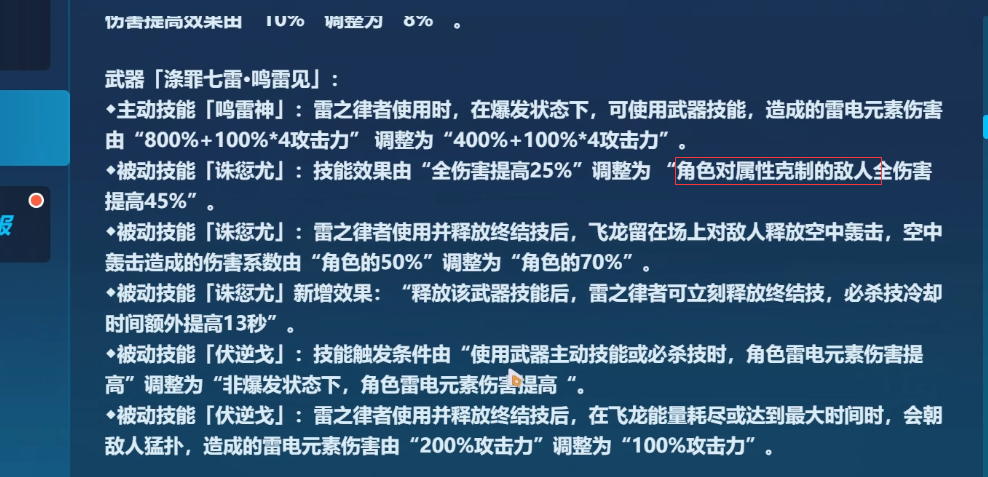 伤害提高效果由 “10%” 调整为 “8%” 。
武器「涤罪七雷·鸣雷见」：
◆主动技能「鸣雷神」：雷之律者使用时，在爆发状态下，可使用武器技能，造成的雷电元素伤害
由“800%+100%*4攻击力” 调整为“400%+100%*4攻击力”。
◆被动技能「诛愆尤」：技能效果由“全伤害提高25%”调整为 “角色对属性克制的敌人全伤害
提高45%”。
◆被动技能「诛愆尤」：雷之律者使用并释放终结技后，飞龙留在场上对敌人释放空中轰击，空中
轰击造成的伤害系数由“角色的50%”调整为“角色的70%”。
◆被动技能「诛愆尤」新增效果：“释放该武器技能后，雷之律者可立刻释放终结技，必杀技冷却
时间额外提高13秒”。
报
◆被动技能「伏逆戈」：技能触发条件由“使用武器主动技能或必杀技时，角色雷电元素伤害提
高”调整为“非爆发状态下，角色雷电元素伤害提高“。
◆被动技能「伏逆戈」：雷之律者使用并释放终结技后，在飞龙能量耗尽或达到最大时间时，会朝
敌人猛扑，造成的雷电元素伤害由“200%攻击力”调整为“100%攻击力”。